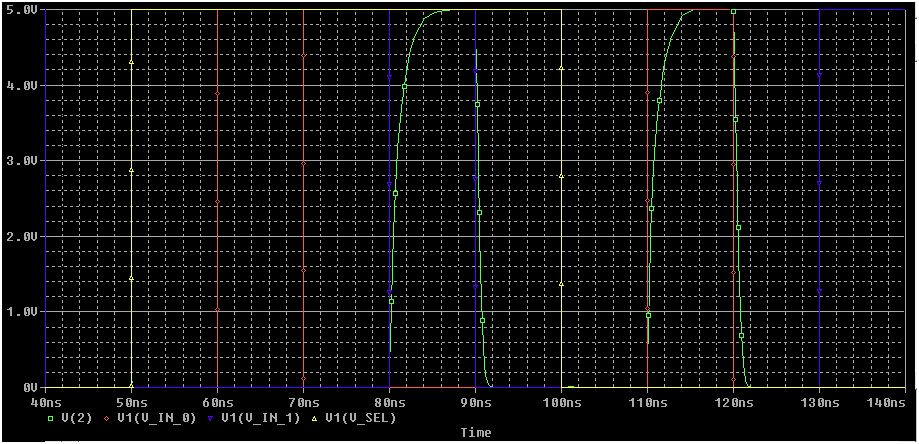 5.0V
4.0V
3.0V
2.0V
1.0V
0V
40ns 50ns 60ns 70ns 80ns 90ns 100ns 110ns 120ns 130ns 140ns
V(2) V1(V_IN_0) V1(V_IN_1) V1(V_SEL)
Time